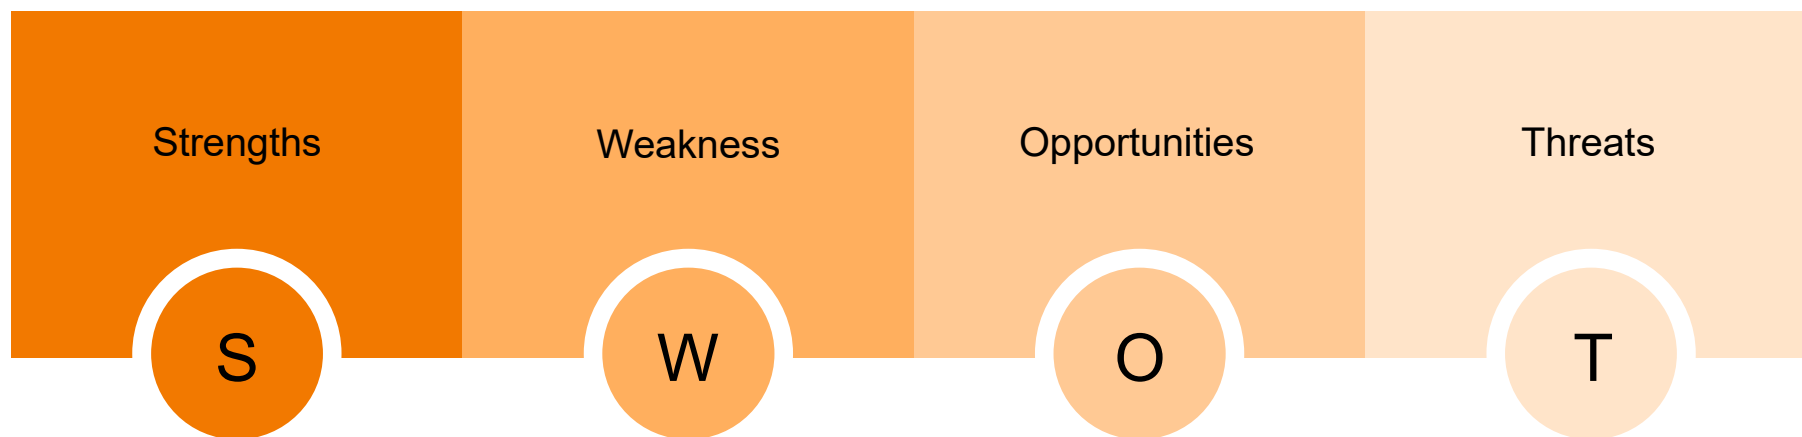 Strengths
Weakness
Opportunities
Threats
S
W
O
T